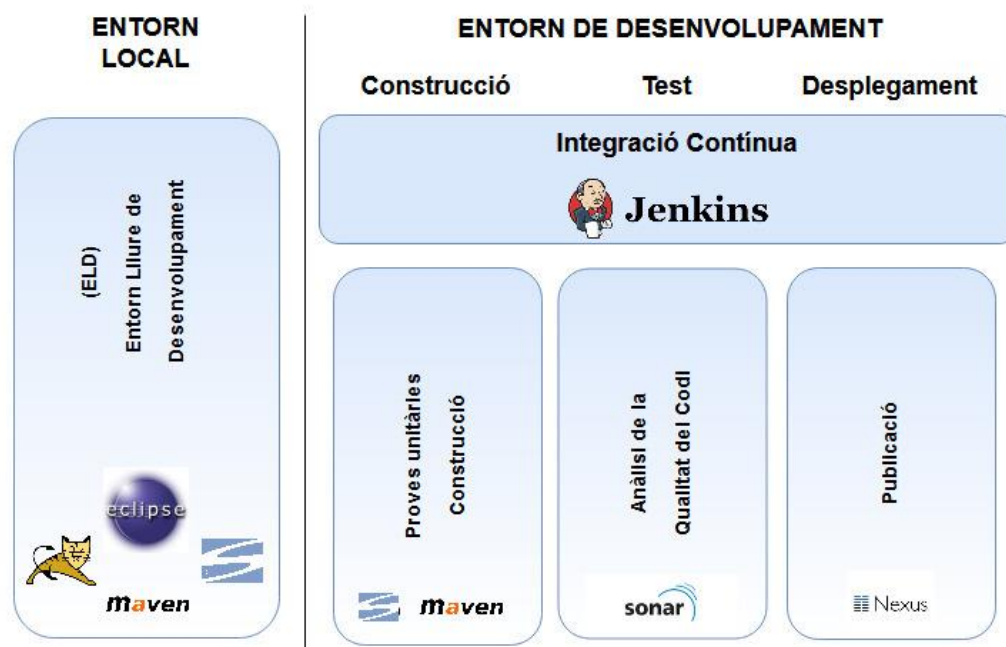 ENTORN
LOCAL
ENTORN DE DESENVOLUPAMENT
Construcció
Test
Desplegament
Integració Contínua
Jenkins
(ELD)
Entorn Lliure de
Desenvolupament
eclipse
maven
Proves unitàries
Construcció
maven
Anàlisi de la
Qualitat del Codi
sonar
Publicació
Nexus